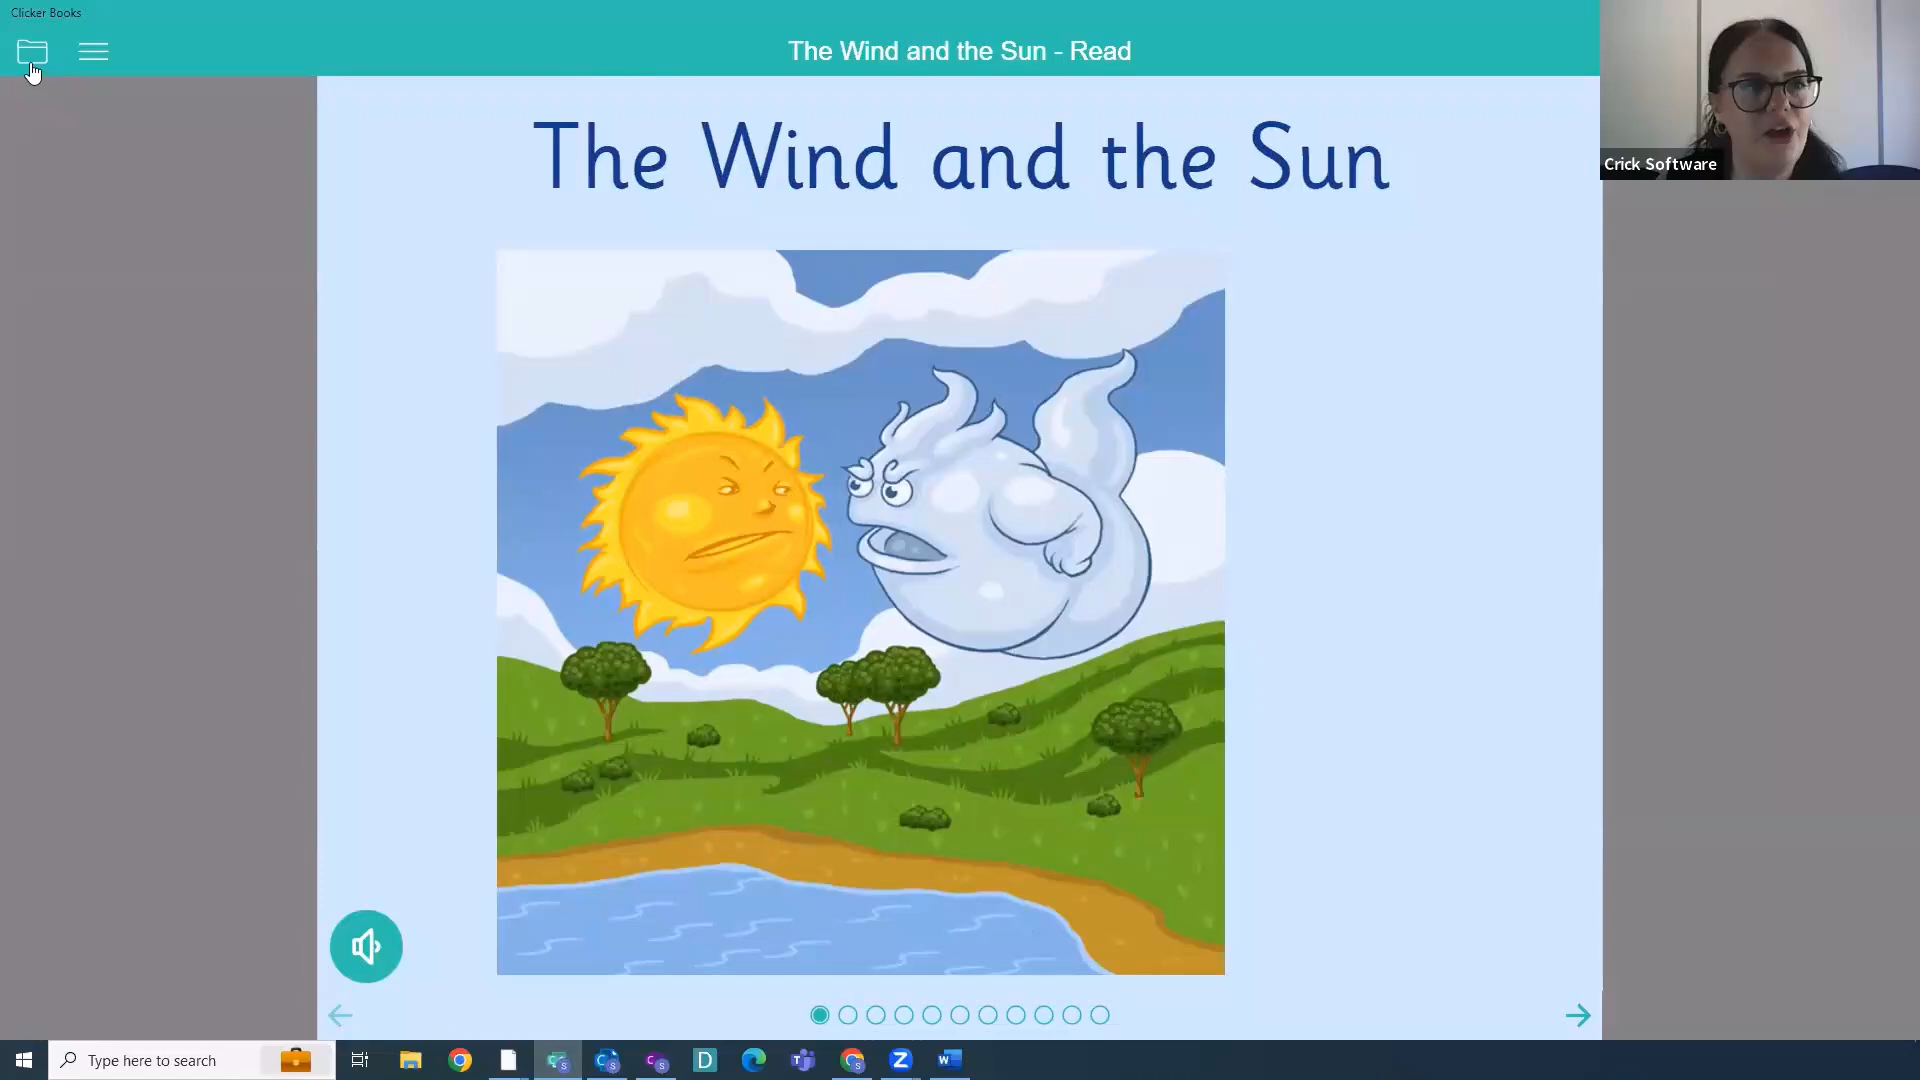 Clicker Books
The Wind and the Sun - Read
The Wind and the Sun
Crick Software
Type here to search